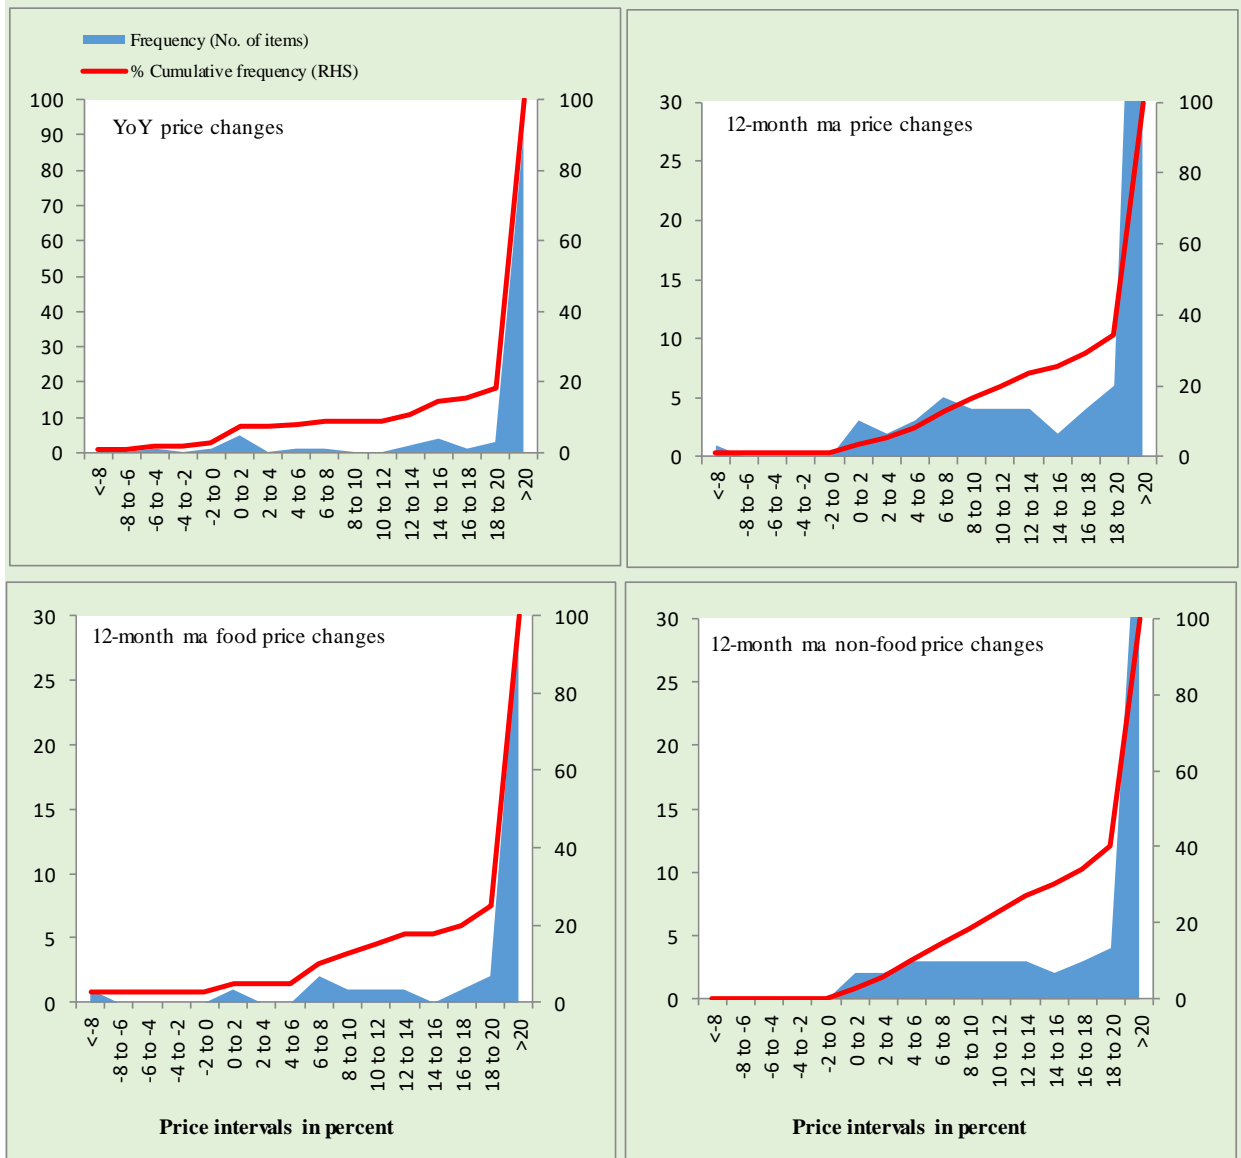 Frequency (No. of items)
% Cumulative frequency (RHS)
YoY price changes
100
90
80
70
60
50
40
30
20
10
0
100
80
60
40
20
0
<-8
-8 to -6
-6 to -4
-4 to -2
-2 to 0
0 to 2
2 to 4
4 to 6
6 to 8
8 to 10
10 to 12
12 to 14
14 to 16
16 to 18
18 to 20
>20
12-month ma price changes
30
25
20
15
10
5
0
100
80
60
40
20
0
<-8
-8 to -6
-6 to -4
-4 to -2
-2 to 0
0 to 2
2 to 4
4 to 6
6 to 8
8 to 10
10 to 12
12 to 14
14 to 16
16 to 18
18 to 20
>20
12-month ma food price changes
30
25
20
15
10
5
0
100
80
60
40
20
0
<-8
-8 to -6
-6 to -4
-4 to -2
-2 to 0
0 to 2
2 to 4
4 to 6
6 to 8
8 to 10
10 to 12
12 to 14
14 to 16
16 to 18
18 to 20
>20
Price intervals in percent
12-month ma non-food price changes
30
25
20
15
10
5
0
100
80
60
40
20
0
<-8
-8 to -6
-6 to -4
-4 to -2
-2 to 0
0 to 2
2 to 4
4 to 6
6 to 8
8 to 10
10 to 12
12 to 14
14 to 16
16 to 18
18 to 20
>20
Price intervals in percent